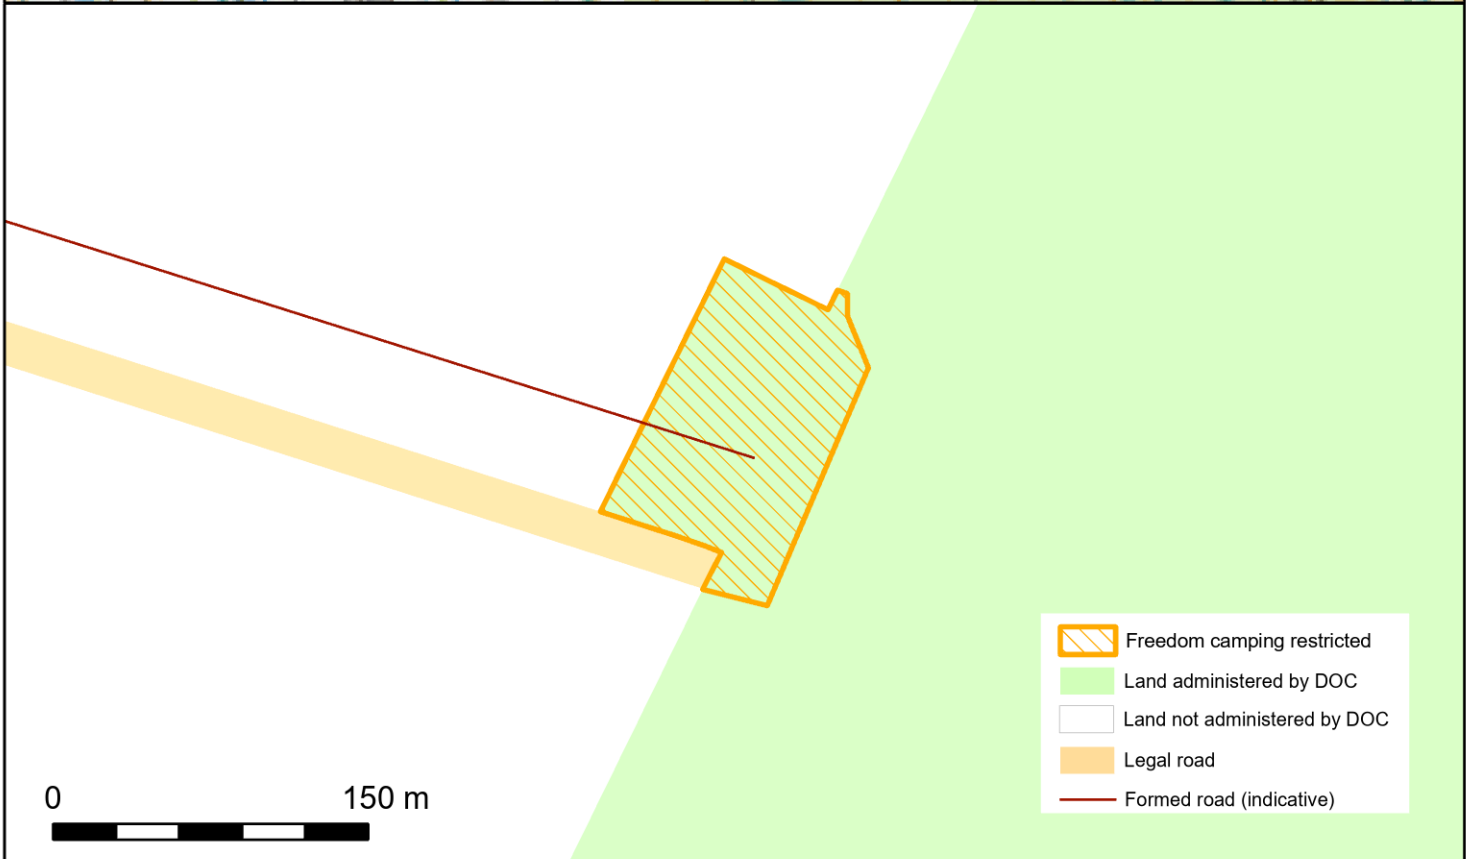 Freedom camping restricted
Land administered by DOC
Land not administered by DOC
Legal road
Formed road (indicative)
0 150 m